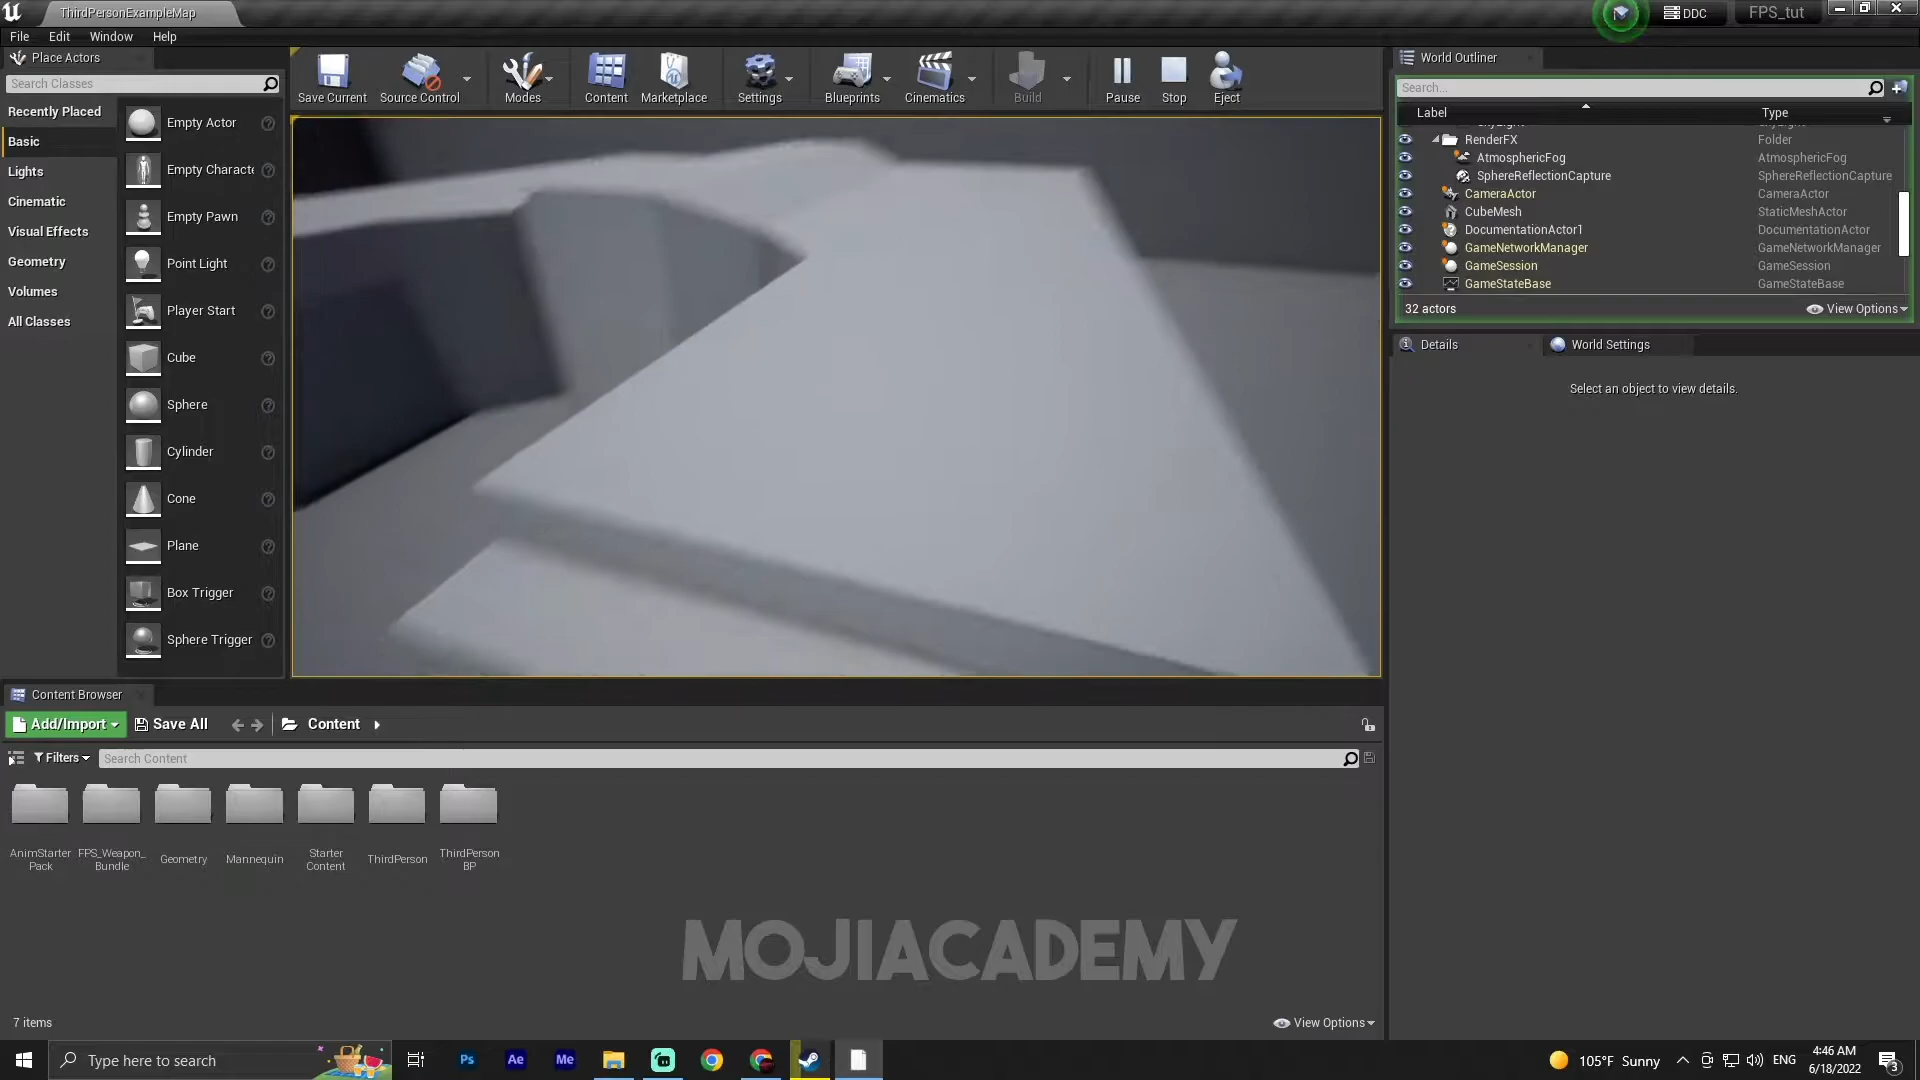 ThirdPersonExampleMap
DDC
FPS_tut
File
Edit
Window
Help
Place Actors
Search Classes
Recently Placed
Basic
Lights
Cinematic
Visual Effects
Geometry
Volumes
All Classes
Empty Actor
Empty Characte
Empty Pawn
Point Light
Player Start
Cube
Sphere
Cylinder
Cone
Plane
Box Trigger
Sphere Trigger
Save Current
Source Control
Modes
Content
Marketplace
Settings
Blueprints
Cinematics
Build
Pause
Stop
Eject
World Outliner
Search...
Label
Type
RenderFX
Folder
AtmosphericFog
AtmosphericFog
SphereReflectionCapture
SphereReflectionCapture
CameraActor
CameraActor
CubeMesh
StaticMeshActor
DocumentationActor1
DocumentationActor
GameNetworkManager
GameNetworkManager
GameSession
GameSession
GameStateBase
GameStateBase
32 actors
View Options
Details
World Settings
Select an object to view details.
Content Browser
Add/Import
Save All
Content
Filters
Search Content
AnimStarter
Pack
FPS_Weapon_
Bundle
Geometry
Mannequin
Starter
Content
ThirdPerson
ThirdPerson
BP
MOJIACADEMY
7 items
View Options
Type here to search
Ps
Ae
Me
105°F Sunny
ENG
4:46 AM
6/18/2022
3